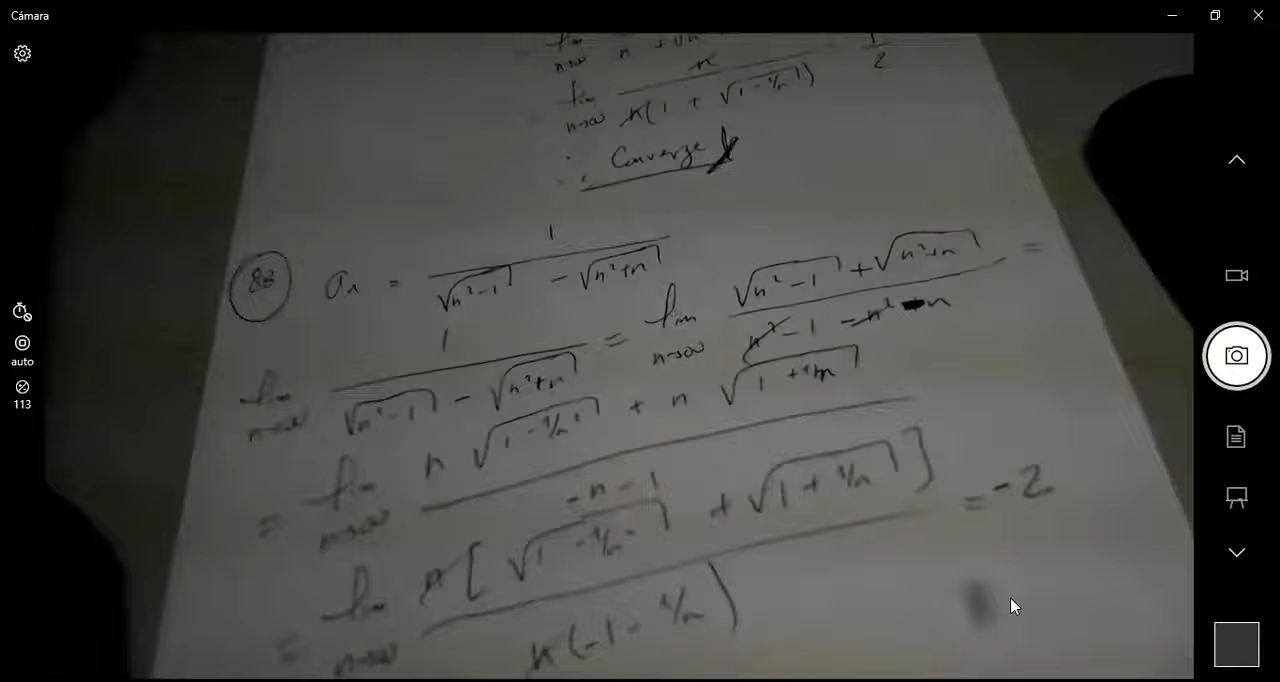 Cámara
lim n→∞ n + √n
lim n→∞ n / n(1 + √(1 - 1/n)) 1/2
∴ Converge
83 aₙ = 1 / (√(n²-1) - √(n²+n))
lim n→∞ 1 / (√(n²-1) - √(n²+n)) = lim n→∞ (√(n²-1) + √(n²+n)) / (n² - 1 - n² - n) =
= lim n→∞ (n √(1 - 1/n²) + n √(1 + 1/n)) / (-n - 1)
= lim n→∞ n[√(1 - 1/n²) + √(1 + 1/n)] / n(-1 - 1/n) = -2
auto
113